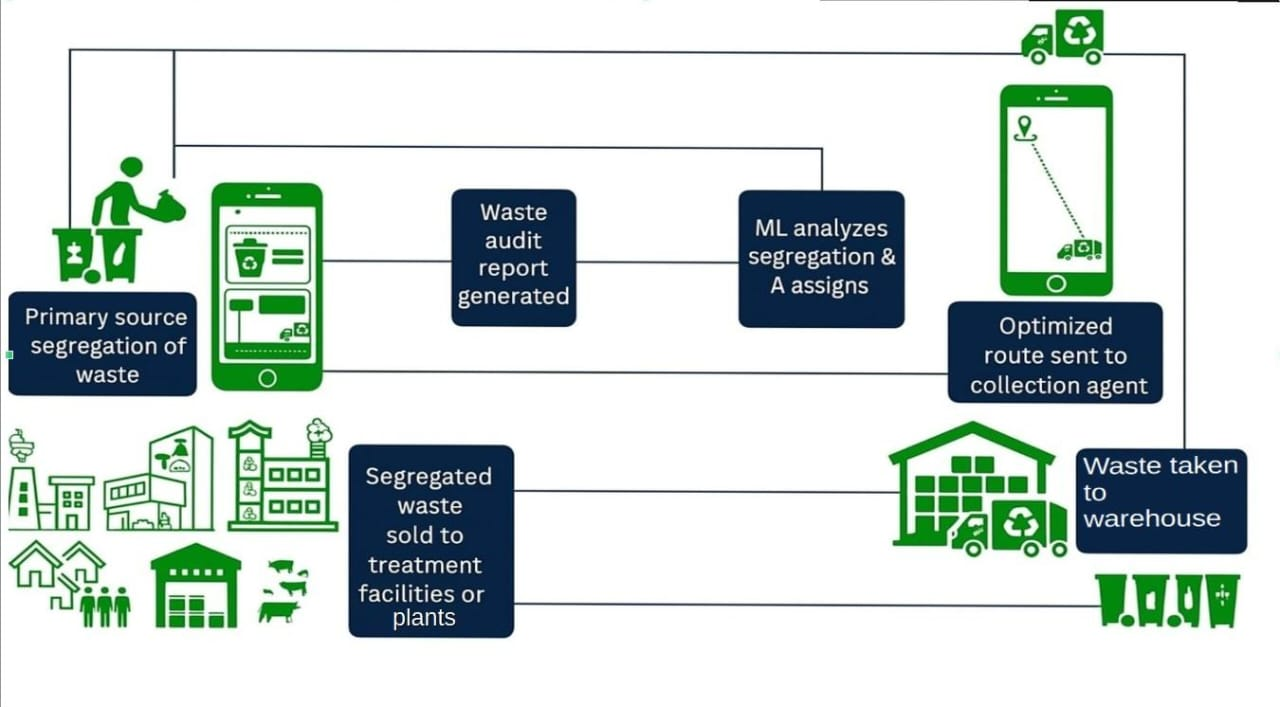 Primary source
segregation of
waste
Waste
audit
report
generated
ML analyzes
segregation &
A assigns
Optimized
route sent to
collection agent
Segregated
waste
sold to
treatment
facilities or
plants
Waste taken
to
warehouse